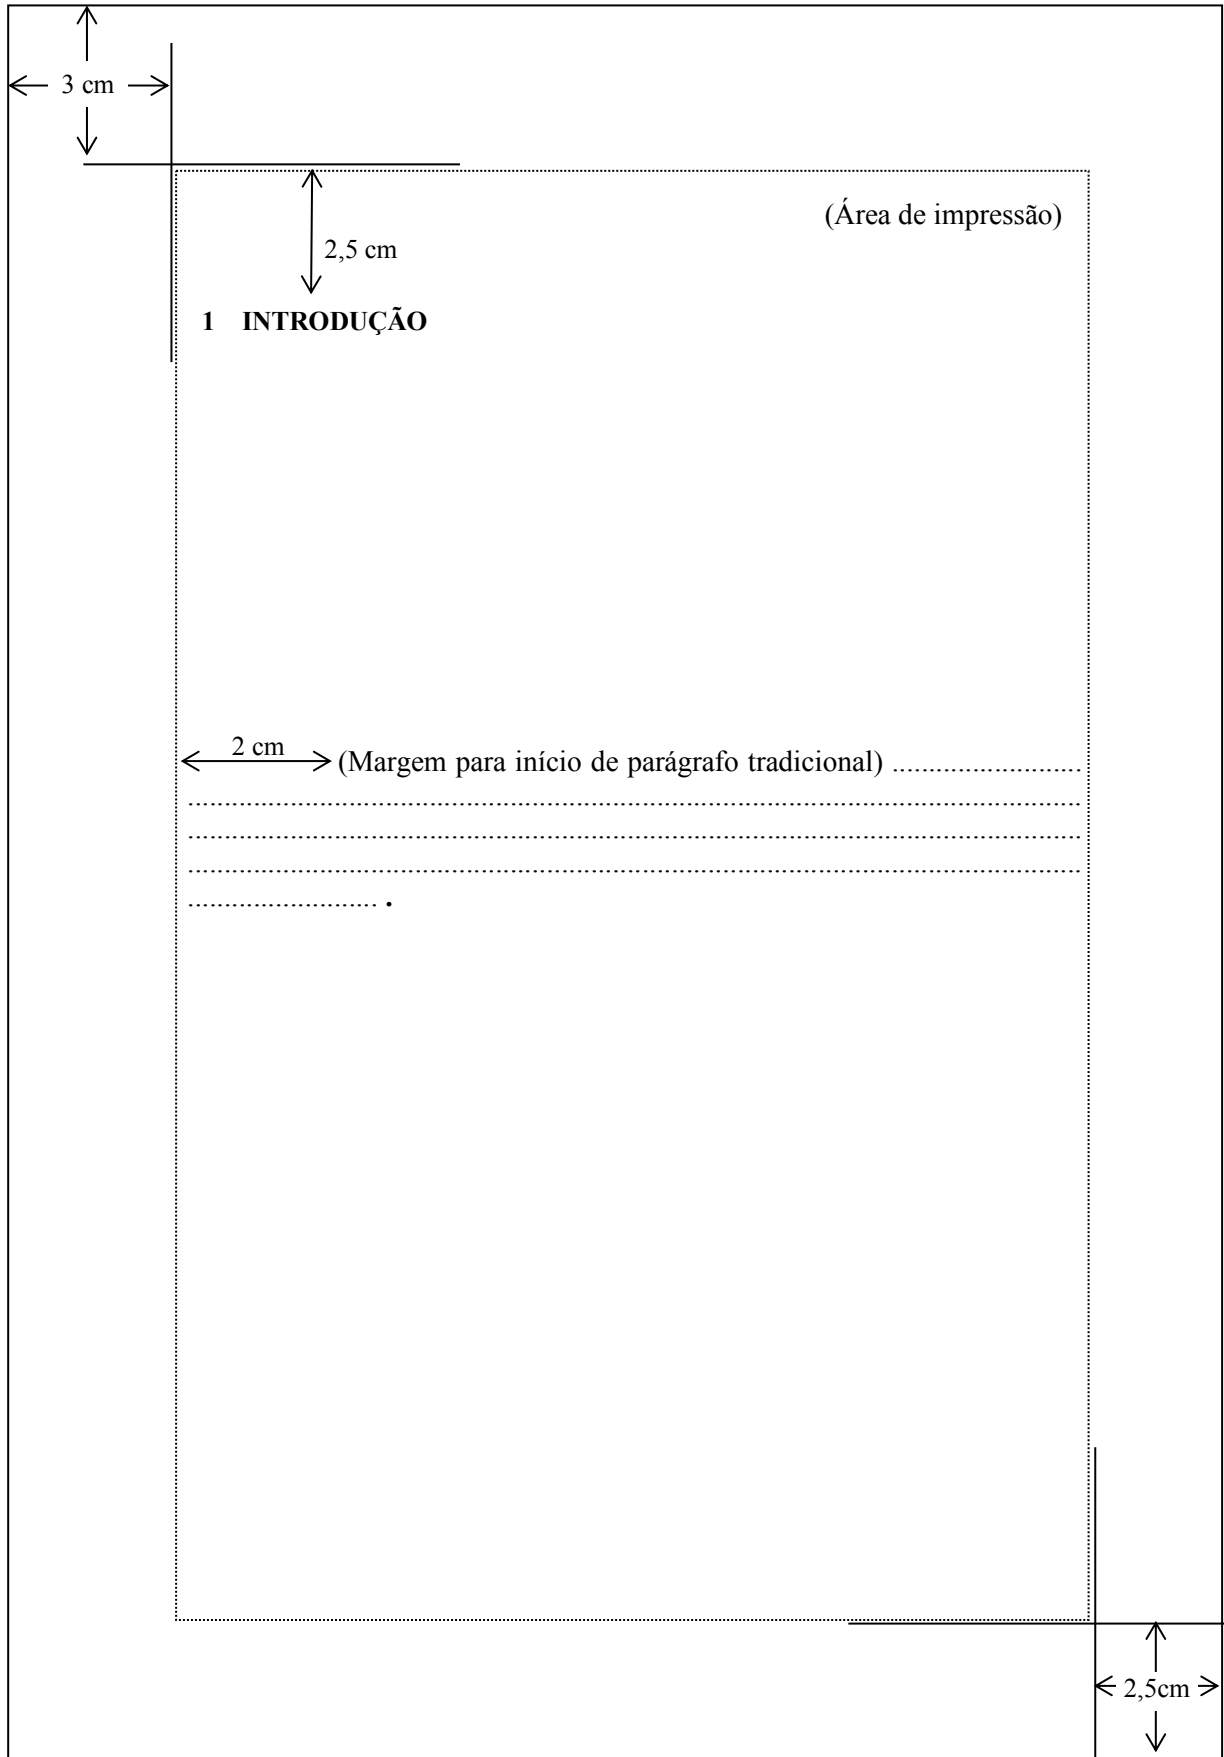 3 cm
(Área de impressão)
2,5 cm
1 INTRODUÇÃO
2 cm
(Margem para início de parágrafo tradicional) ..........................
....................................................................................................................
....................................................................................................................
....................................................................................................................
.......................... .
2,5cm